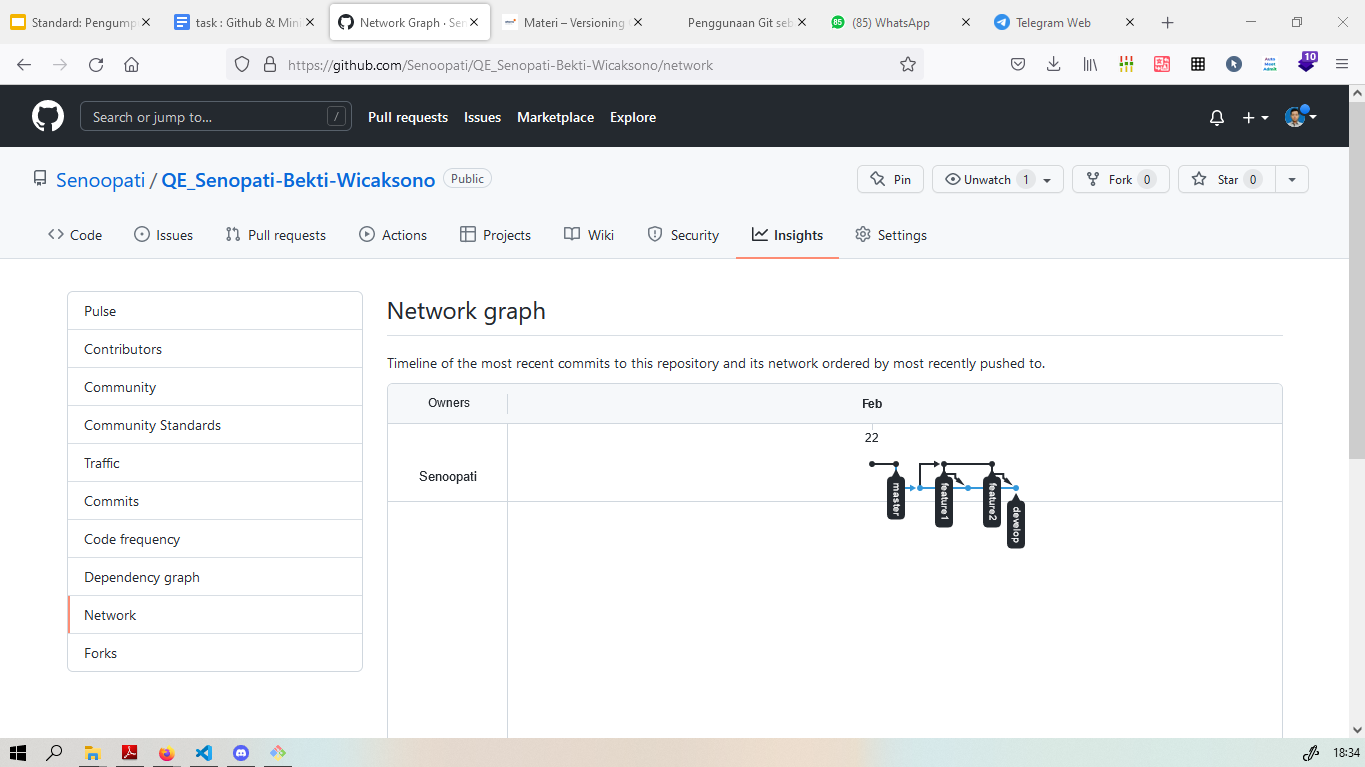 Standard: Pengump
task : Github & Mini
Network Graph · Sen
Materi – Versioning
Penggunaan Git seb
(85) WhatsApp
Telegram Web
https://github.com/Senoopati/QE_Senopati-Bekti-Wicaksono/network
10
Search or jump to... /
Pull requests
Issues
Marketplace
Explore
Senoopati / QE_Senopati-Bekti-Wicaksono Public
Pin
Unwatch 1
Fork 0
Star 0
Code
Issues
Pull requests
Actions
Projects
Wiki
Security
Insights
Settings
Pulse
Contributors
Community
Community Standards
Traffic
Commits
Code frequency
Dependency graph
Network
Forks
Network graph
Timeline of the most recent commits to this repository and its network ordered by most recently pushed to.
Owners
Feb
22
Senoopati
master
feature1
feature2
develop
18:34